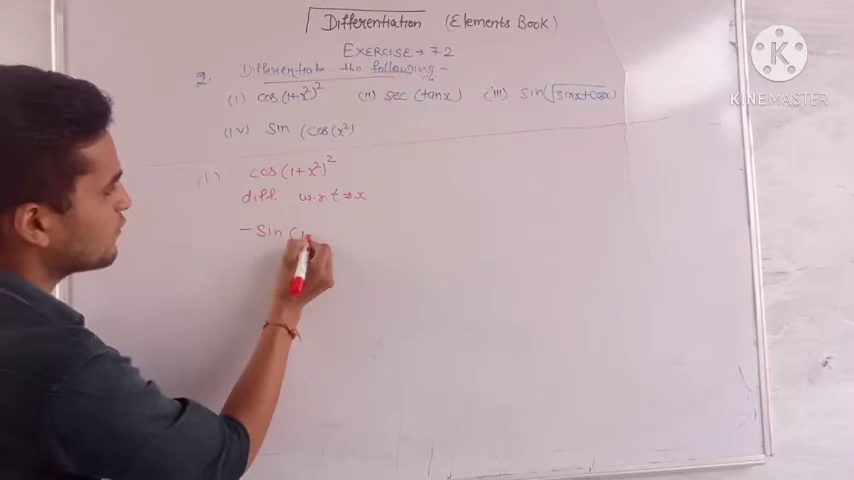 Differentiation (Elements Book)
EXERCISE → 7 2
2. Differentiate the following -
(i) cos (1+x²)² (ii) sec (tanx) (iii) sin(√sinx+cosx)
(iv) Sin (cos(x²)
(i) cos (1+x²)²
diff. w.r.t ⇒ x
- Sin (1
KINEMASTER